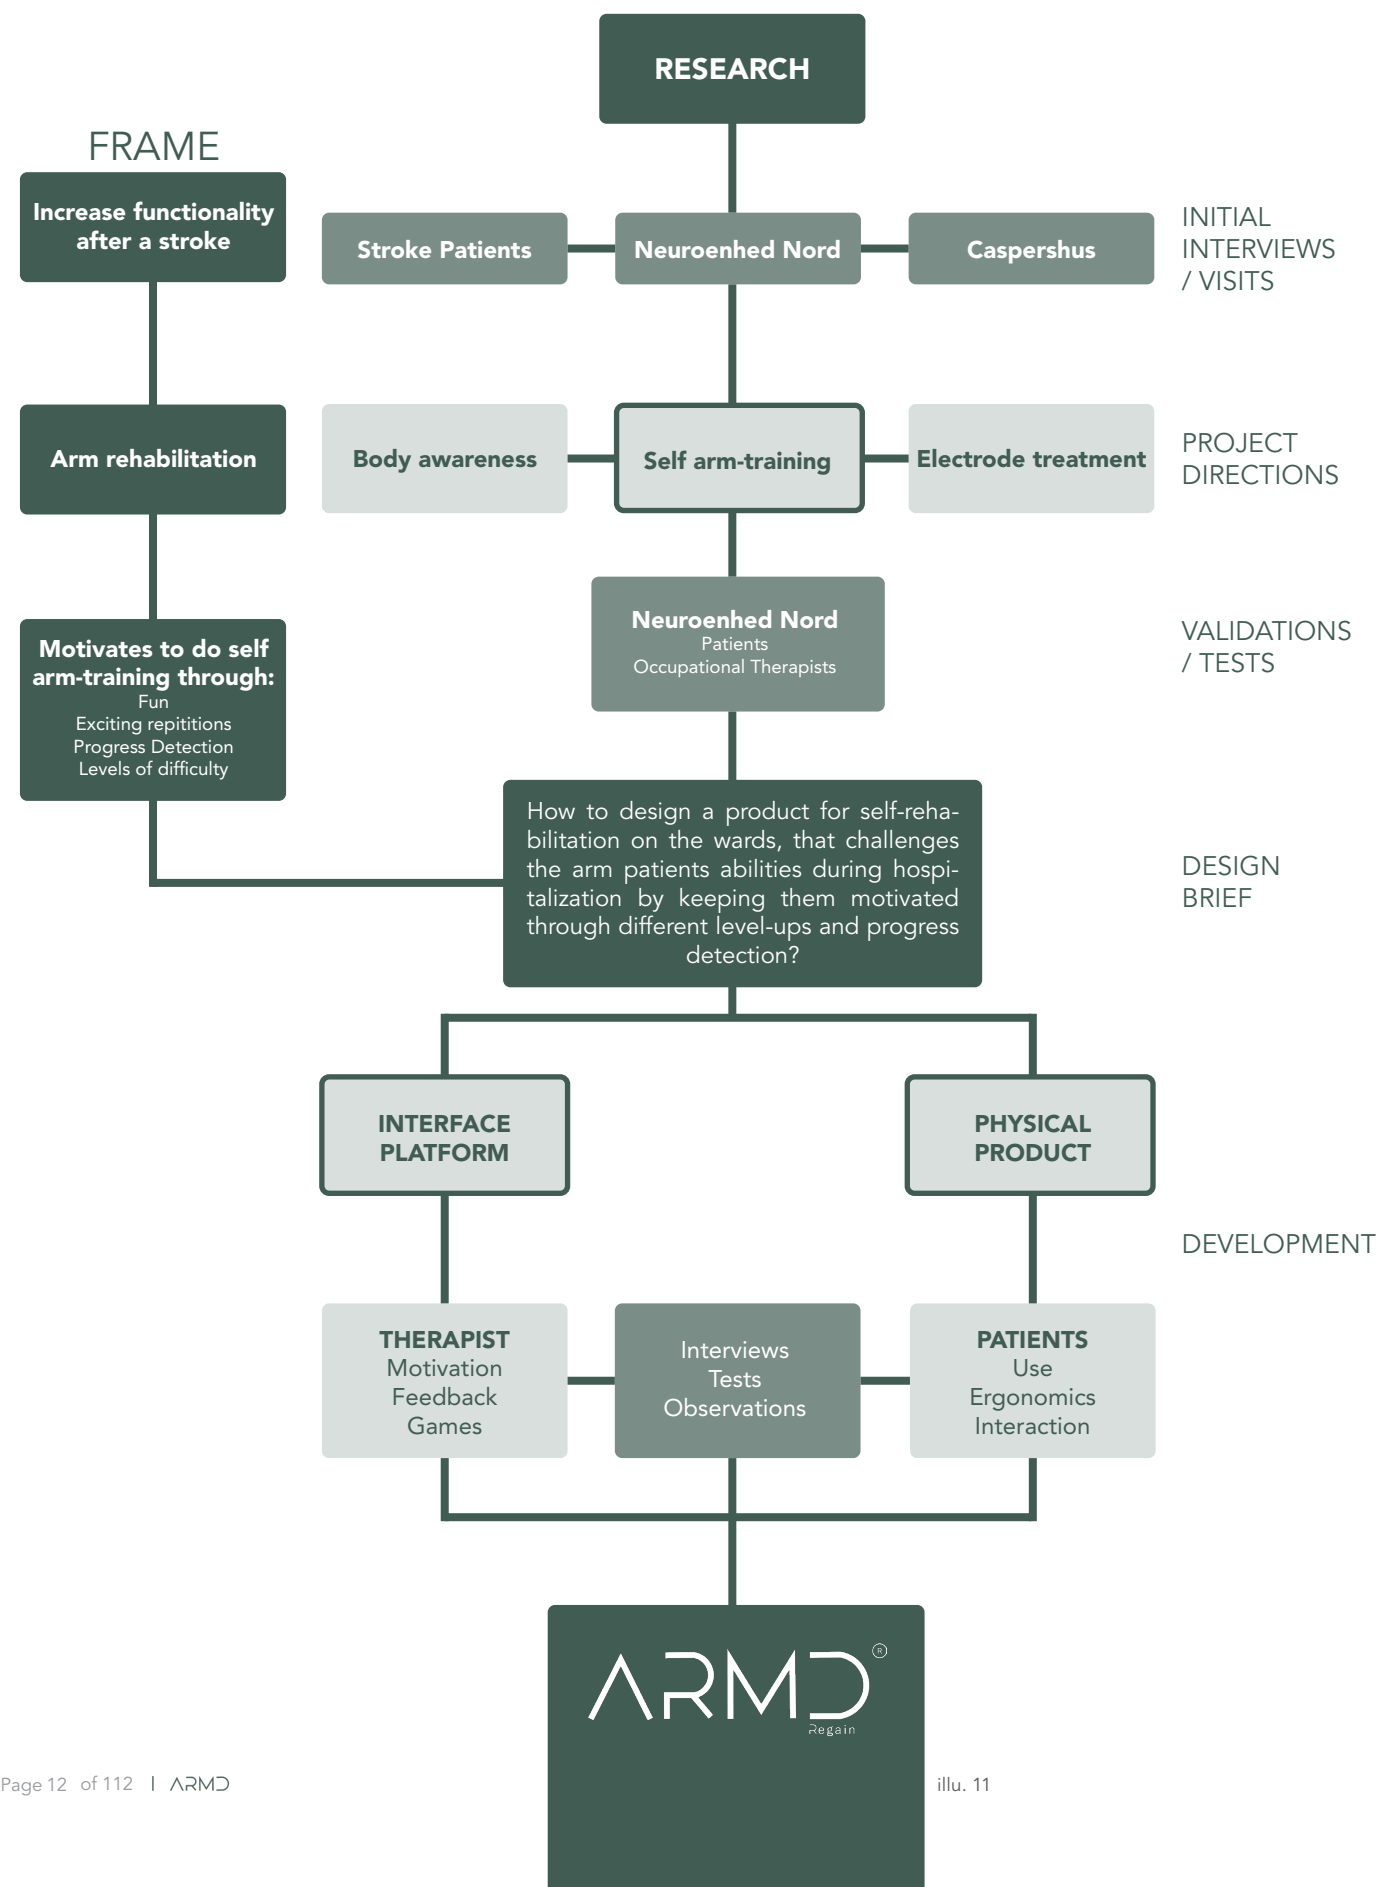 RESEARCH
FRAME
Increase functionality
after a stroke
Stroke Patients
Neuroenhed Nord
Caspershus
INITIAL
INTERVIEWS
/ VISITS
Arm rehabilitation
Body awareness
Self arm-training
Electrode treatment
PROJECT
DIRECTIONS
Motivates to do self
arm-training through:
Fun
Exciting repititions
Progress Detection
Levels of difficulty
Neuroenhed Nord
Patients
Occupational Therapists
VALIDATIONS
/ TESTS
How to design a product for self-reha-
bilitation on the wards, that challenges
the arm patients abilities during hospi-
talization by keeping them motivated
through different level-ups and progress
detection?
DESIGN
BRIEF
INTERFACE
PLATFORM
PHYSICAL
PRODUCT
DEVELOPMENT
THERAPIST
Motivation
Feedback
Games
Interviews
Tests
Observations
PATIENTS
Use
Ergonomics
Interaction
ARMD®
Regain
Page 12 of 112 | ARMD
illu. 11